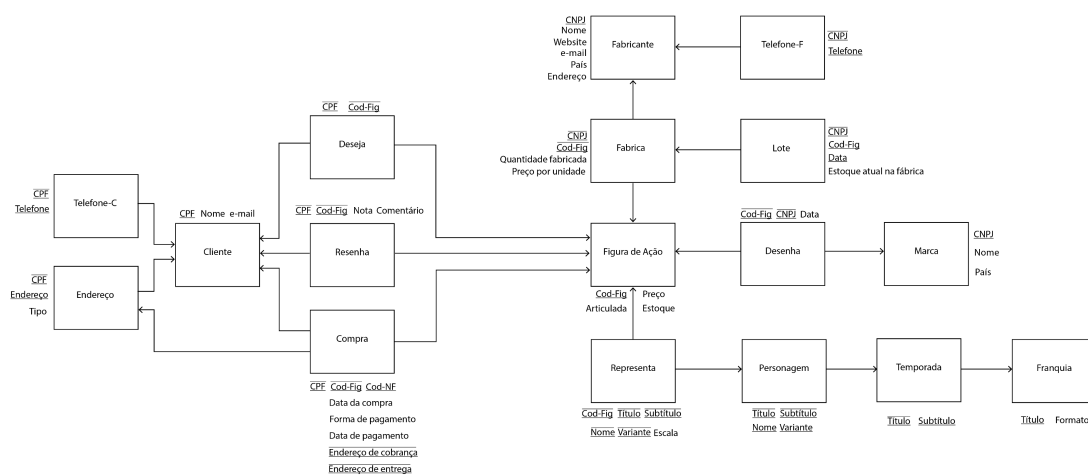 CNPJ
Nome
Website
e-mail
País
Endereço
Fabricante
Telefone-F
CNPJ
Telefone
CPF Cod-Fig
Deseja
CNPJ
Cod-Fig
Quantidade fabricada
Preço por unidade
Fabrica
Lote
CNPJ
Cod-Fig
Data
Estoque atual na fábrica
CPF
Telefone
Telefone-C
CPF Nome e-mail
Cliente
CPF Cod-Fig Nota Comentário
Resenha
Figura de Ação
Cod-Fig Preço
Articulada Estoque
Cod-Fig CNPJ Data
Desenha
Marca
CNPJ
Nome
País
CPF
Endereço
Tipo
Endereço
Compra
CPF Cod-Fig Cod-NF
Data da compra
Forma de pagamento
Data de pagamento
Endereço de cobrança
Endereço de entrega
Representa
Cod-Fig Título Subtítulo
Nome Variante Escala
Personagem
Título Subtítulo
Nome Variante
Temporada
Título Subtítulo
Franquia
Título Formato